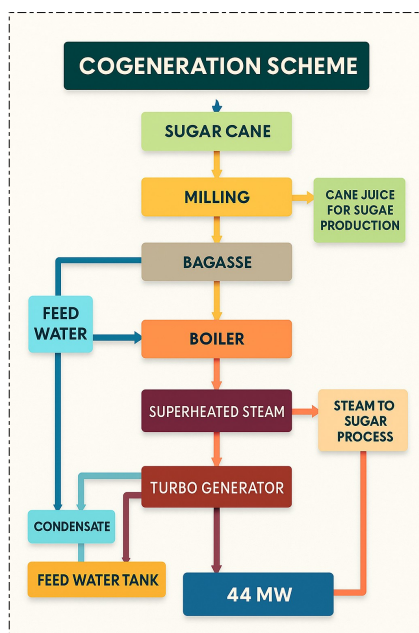 COGENERATION SCHEME
SUGAR CANE
MILLING
CANE JUICE
FOR SUGAE
PRODUCTION
BAGASSE
FEED
WATER
BOILER
SUPERHEATED STEAM
STEAM TO
SUGAR
PROCESS
TURBO GENERATOR
CONDENSATE
FEED WATER TANK
44 MW